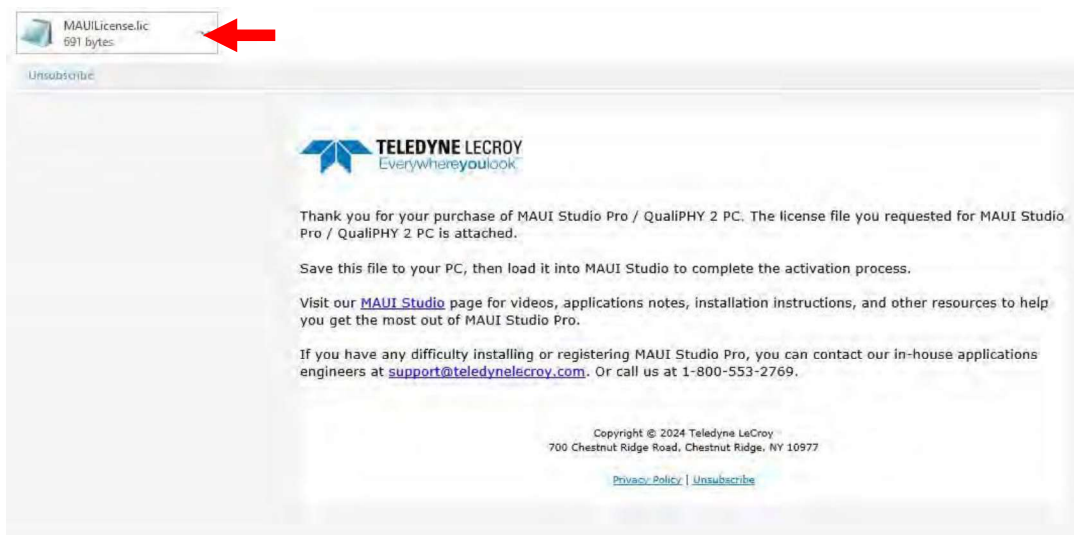 MAUILicense.lic
691 bytes
Unsubscribe
TELEDYNE LECROY
Everywhereyoulook™
Thank you for your purchase of MAUI Studio Pro / QualiPHY 2 PC. The license file you requested for MAUI Studio
Pro / QualiPHY 2 PC is attached.
Save this file to your PC, then load it into MAUI Studio to complete the activation process.
Visit our MAUI Studio page for videos, applications notes, installation instructions, and other resources to help
you get the most out of MAUI Studio Pro.
If you have any difficulty installing or registering MAUI Studio Pro, you can contact our in-house applications
engineers at support@teledynelecroy.com. Or call us at 1-800-553-2769.
Copyright © 2024 Teledyne LeCroy
700 Chestnut Ridge Road, Chestnut Ridge, NY 10977
Privacy Policy | Unsubscribe